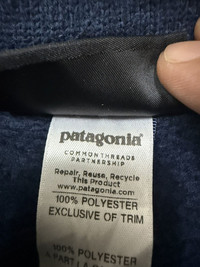 patagonia®
COMMON THREADS
PARTNERSHIP
Repair, Reuse, Recycle
This Product
www.patagonia.com
100% POLYESTER
EXCLUSIVE OF TRIM
100% POLYESTER